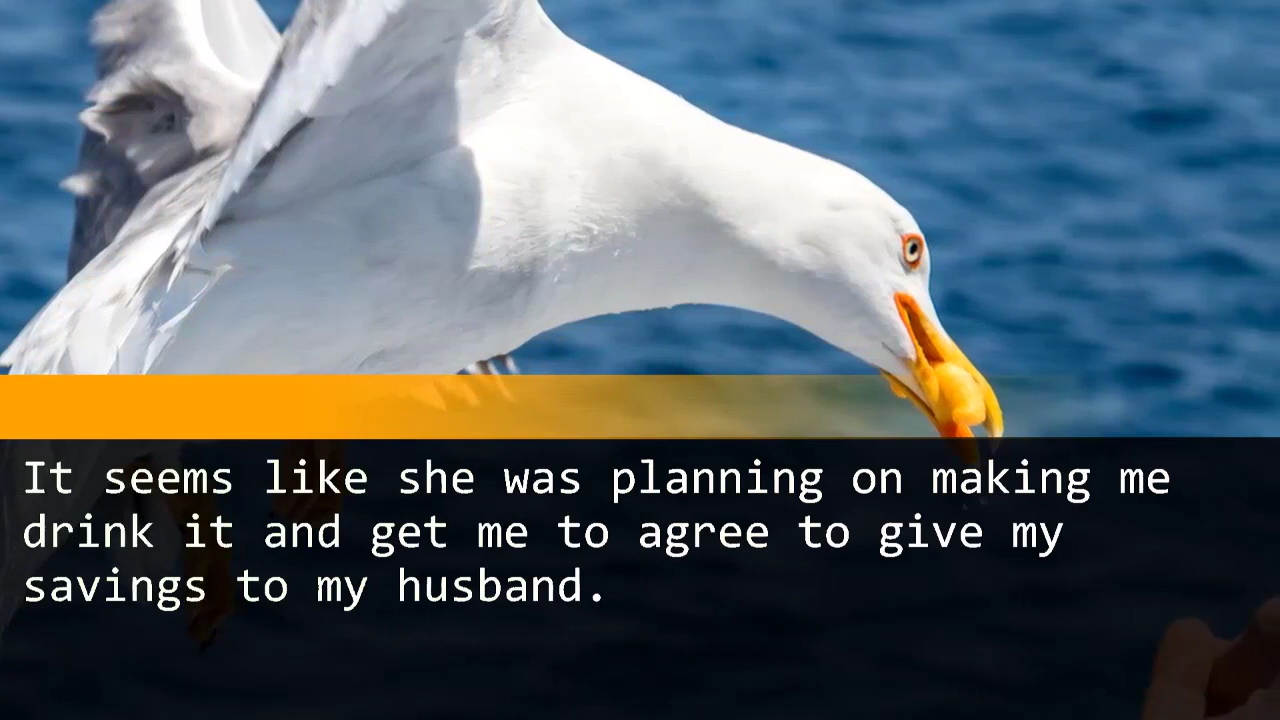 It seems like she was planning on making me
drink it and get me to agree to give my
savings to my husband.